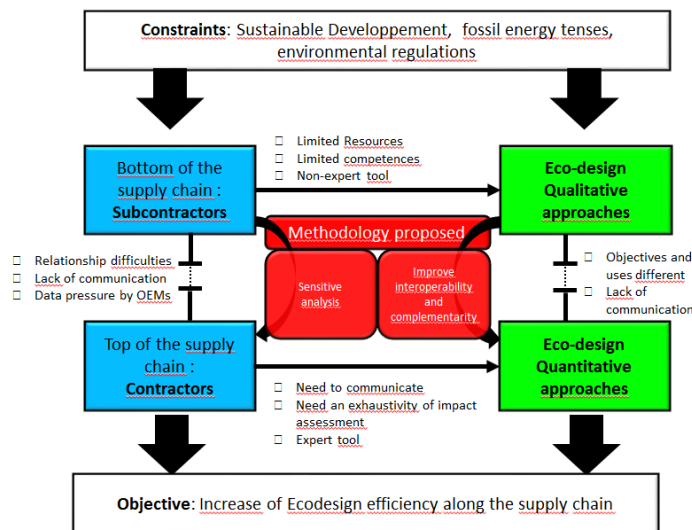 Constraints: Sustainable Developpement, fossil energy tenses,
environmental regulations
Limited Resources
Limited competences
Non-expert tool
Bottom of the
supply chain :
Subcontractors
Eco-design
Qualitative
approaches
Methodology proposed
Relationship difficulties
Lack of communication
Data pressure by OEMs
Sensitive
analysis
Improve
interoperability
and
complementarity
Objectives and
uses different
Lack of
communication
Top of the supply
chain :
Contractors
Eco-design
Quantitative
approaches
Need to communicate
Need an exhaustivity of impact
assessment
Expert tool
Objective: Increase of Ecodesign efficiency along the supply chain